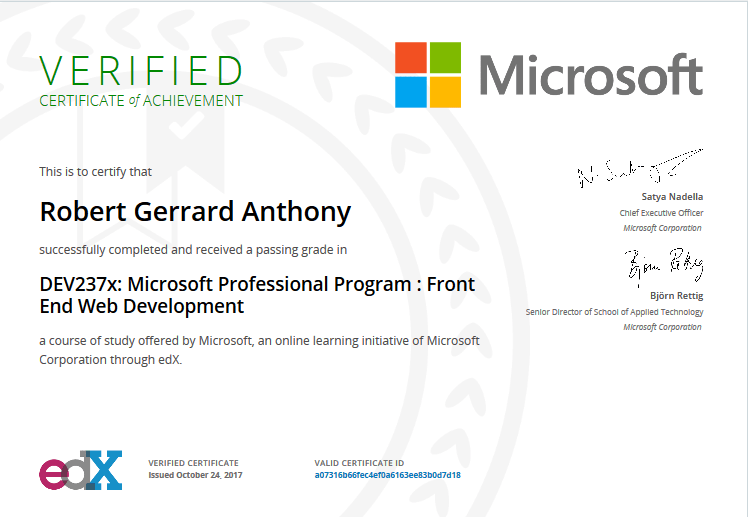 VERIFIED
CERTIFICATE of ACHIEVEMENT
Microsoft
This is to certify that
Robert Gerrard Anthony
successfully completed and received a passing grade in
DEV237x: Microsoft Professional Program : Front
End Web Development
a course of study offered by Microsoft, an online learning initiative of Microsoft
Corporation through edX.
N. Satya
Satya Nadella
Chief Executive Officer
Microsoft Corporation
Björn Rettig
Björn Rettig
Senior Director of School of Applied Technology
Microsoft Corporation
edX
VERIFIED CERTIFICATE
Issued October 24, 2017
VALID CERTIFICATE ID
a07316b66fec4ef0a6163ee83b0d7d18